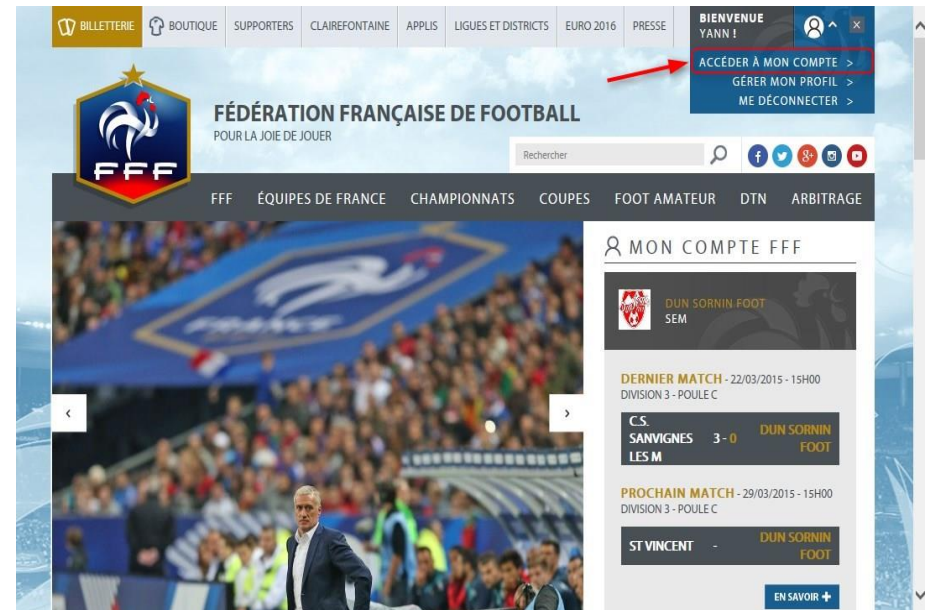 BILLETTERIE BOUTIQUE SUPPORTERS CLAIREFONTAINE APPLIS LIGUES ET DISTRICTS EURO 2016 PRESSE
BIENVENUE
YANN !
ACCÉDER À MON COMPTE >
GÉRER MON PROFIL >
ME DÉCONNECTER >
FFF
FÉDÉRATION FRANÇAISE DE FOOTBALL
POUR LA JOIE DE JOUER
Rechercher
FFF ÉQUIPES DE FRANCE CHAMPIONNATS COUPES FOOT AMATEUR DTN ARBITRAGE
FRANCE
MON COMPTE FFF
DUN SORNIN FOOT
SEM
DERNIER MATCH - 22/03/2015 - 15H00
DIVISION 3 - POULE C
C.S.
SANVIGNES
LES M
3 - 0
DUN SORNIN
FOOT
PROCHAIN MATCH - 29/03/2015 - 15H00
DIVISION 3 - POULE C
ST VINCENT -
DUN SORNIN
FOOT
EN SAVOIR +